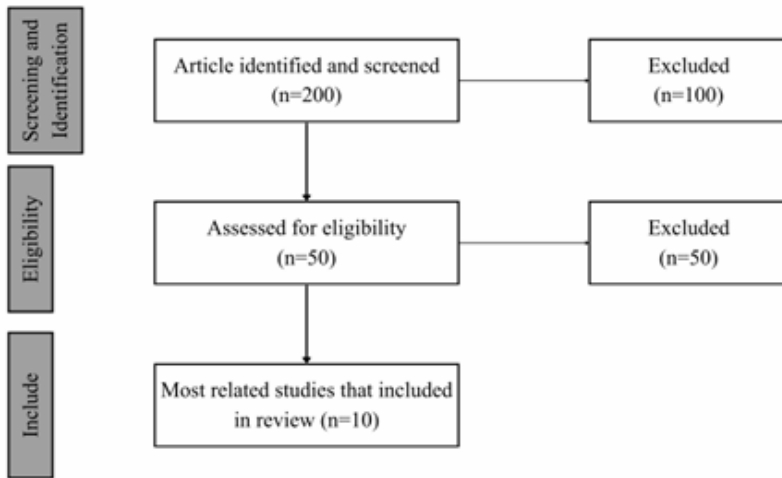 Screening and
Identification
Article identified and screened
(n=200)
Excluded
(n=100)
Eligibility
Assessed for eligibility
(n=50)
Excluded
(n=50)
Include
Most related studies that included
in review (n=10)